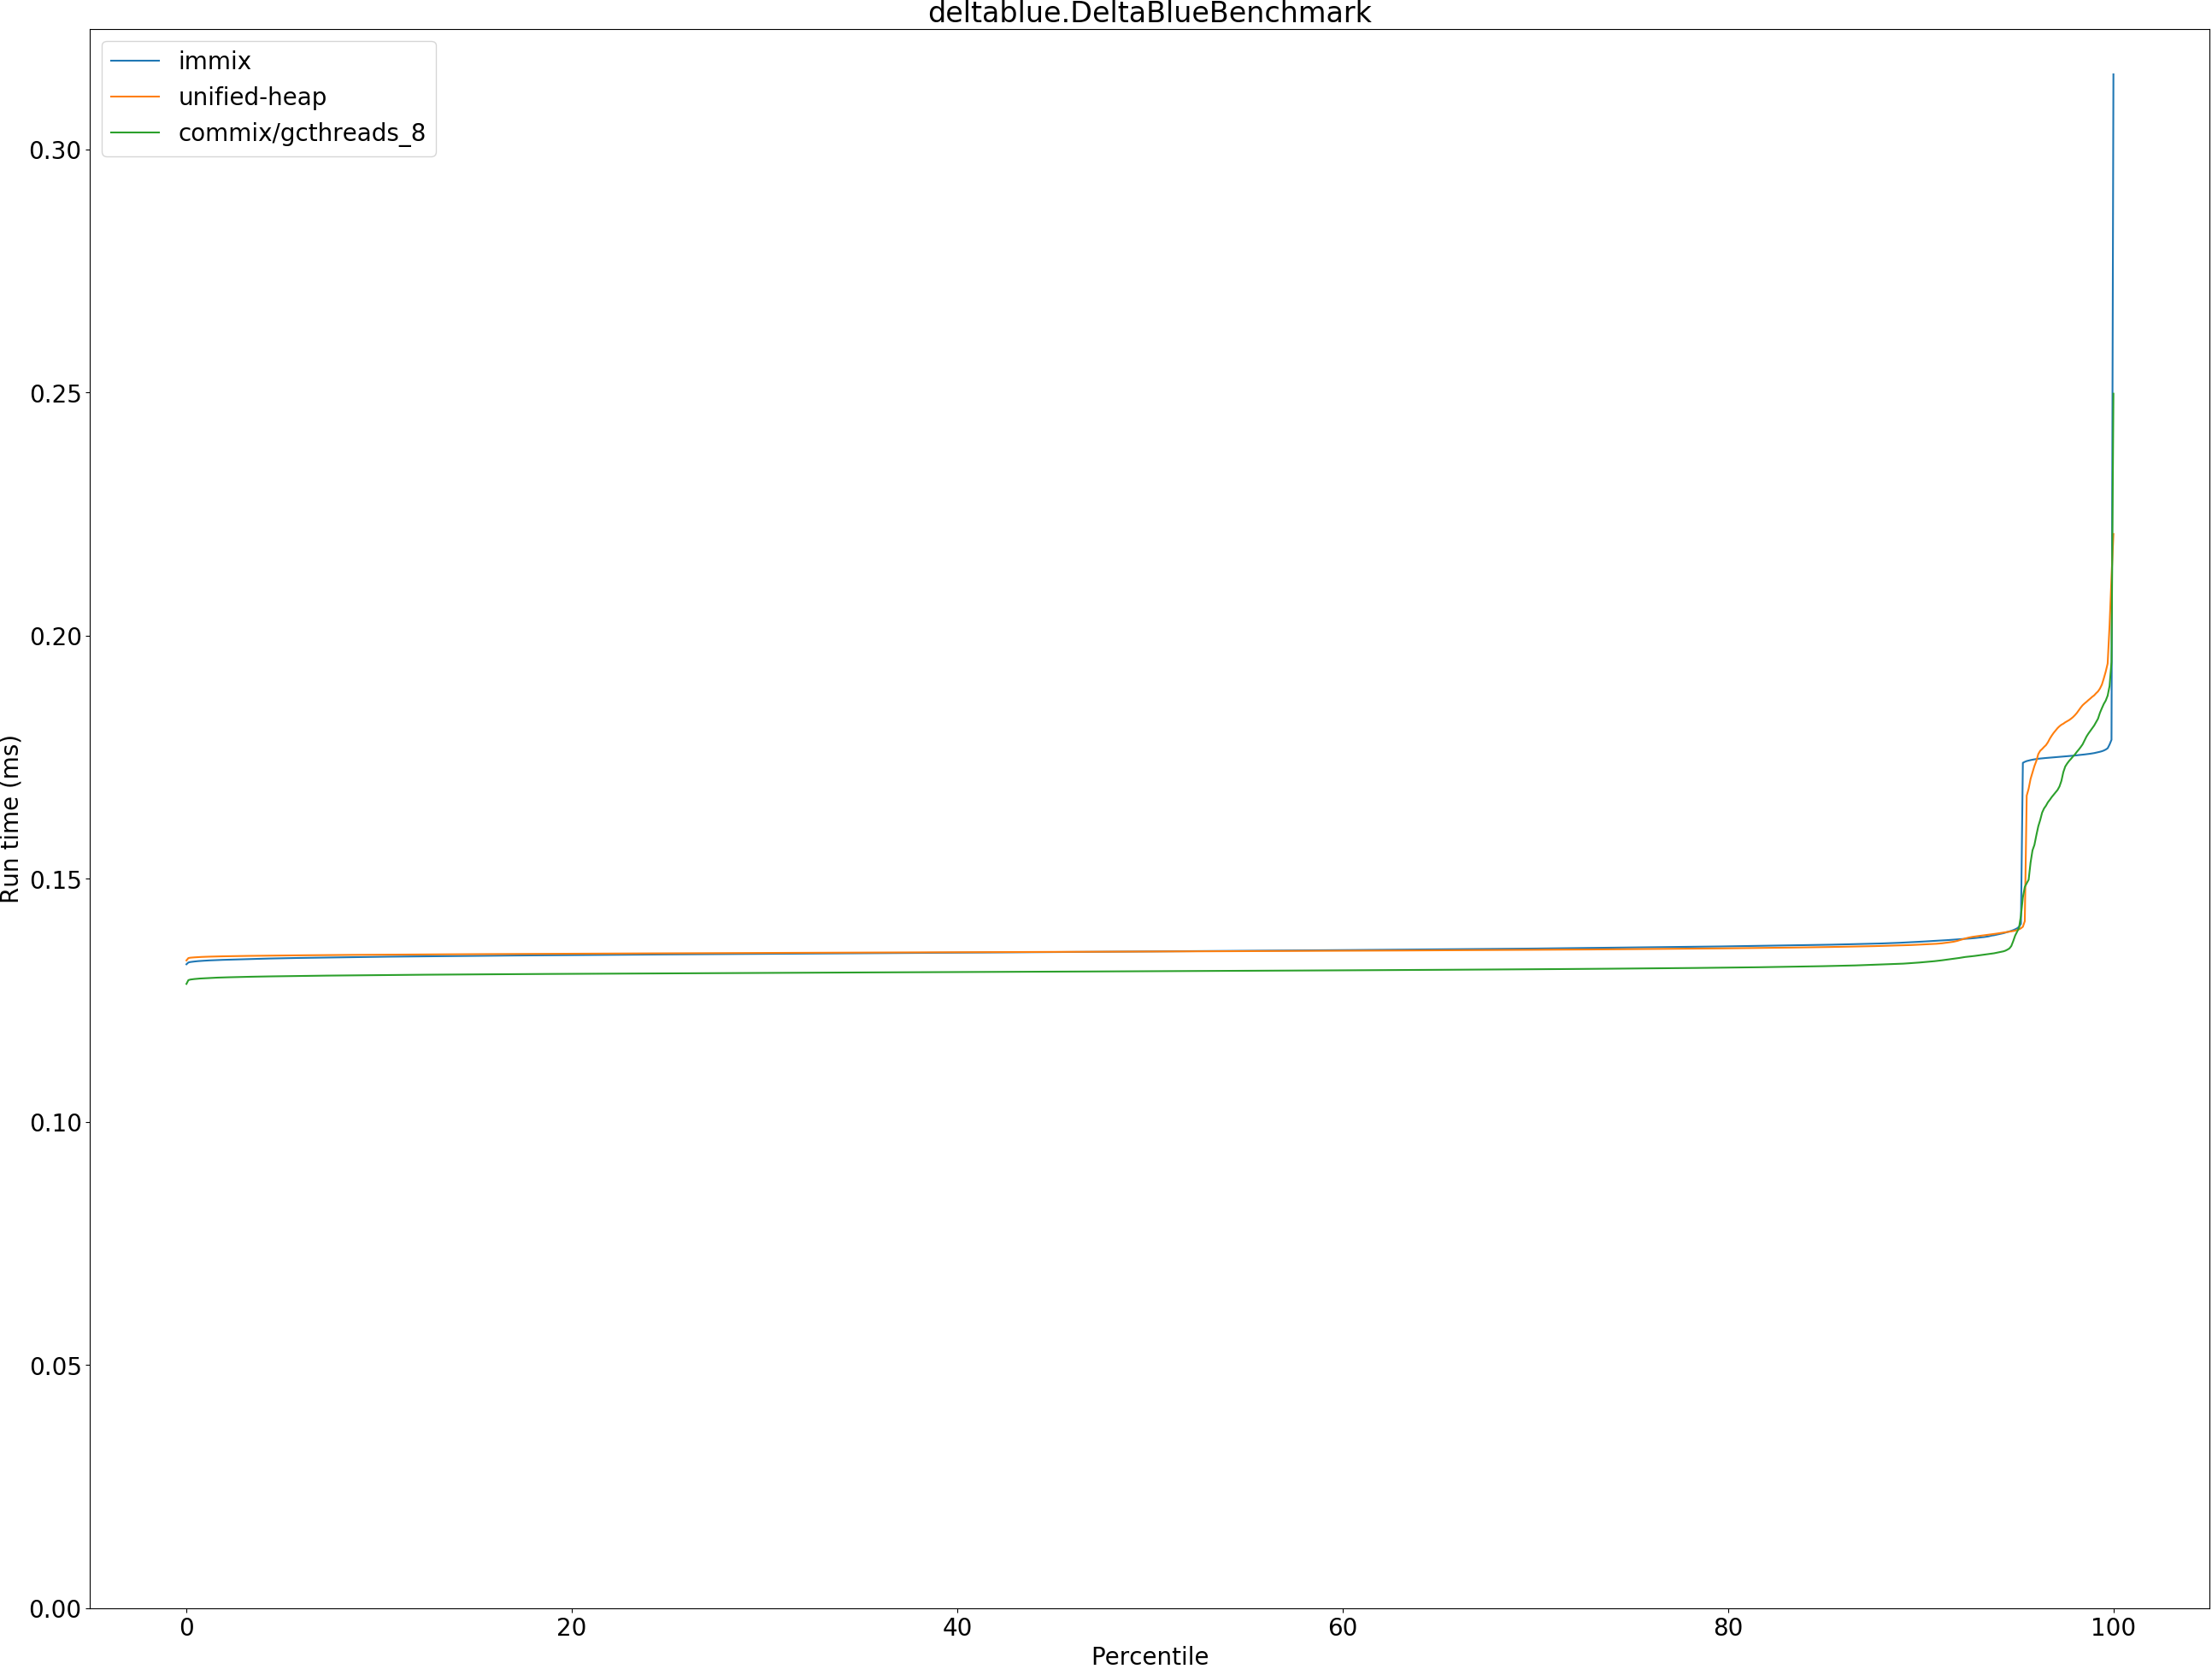 deltablue.DeltaBlueBenchmark
immix
unified-heap
commix/gcthreads_8
Run time (ms)
0.30
0.25
0.20
0.15
0.10
0.05
0.00
0 20 40 60 80 100
Percentile